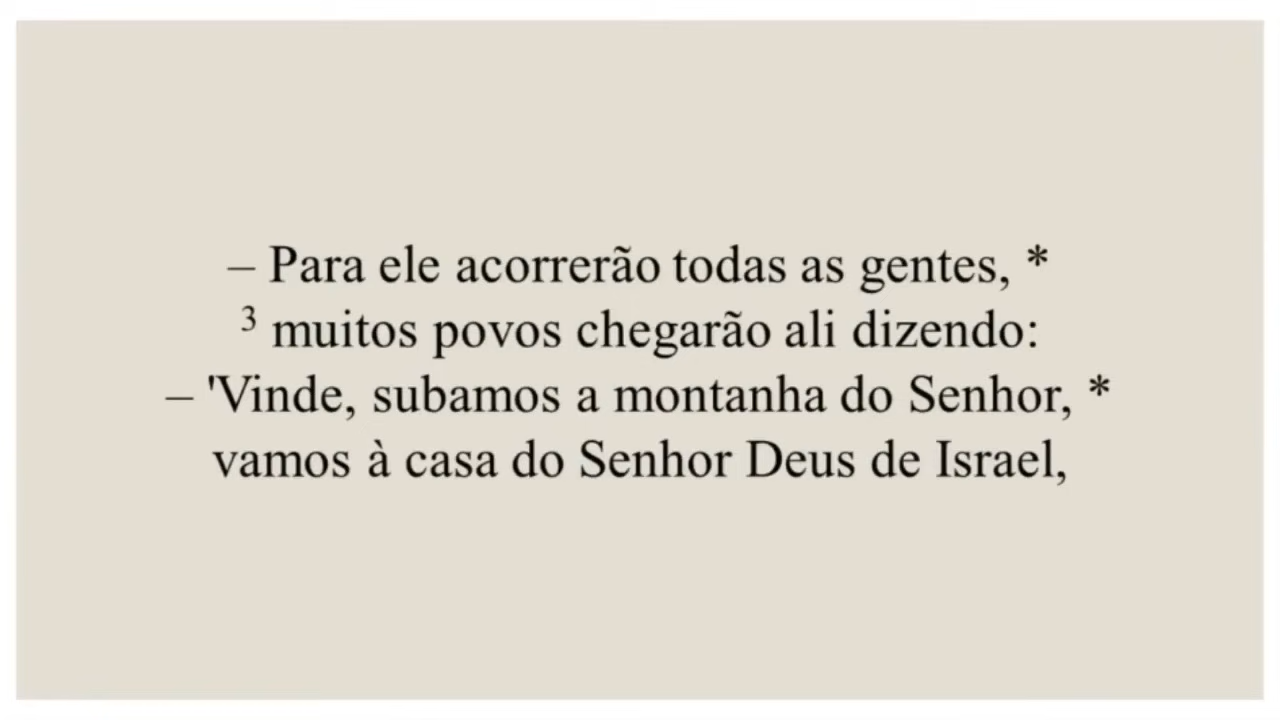 – Para ele acorrerão todas as gentes, *
³ muitos povos chegarão ali dizendo:
– 'Vinde, subamos a montanha do Senhor, *
vamos à casa do Senhor Deus de Israel,